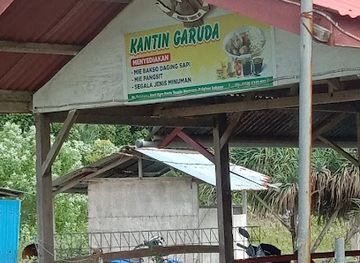 KANTIN GARUDA
MENYEDIAKAN
- MIE BAKSO DAGING SAPI
- MIE PANGSIT
- SEGALA JENIS MINUMAN